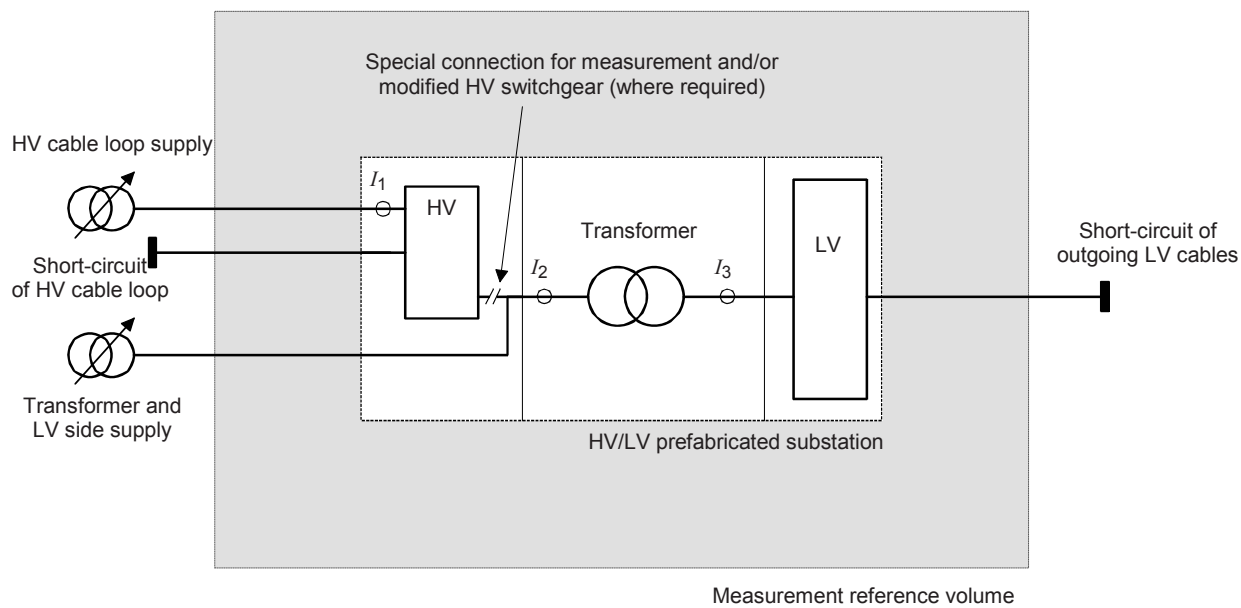 Special connection for measurement and/or
modified HV switchgear (where required)
HV cable loop supply
I1
HV
Short-circuit
of HV cable loop
Transformer
I2
I3
LV
Short-circuit of
outgoing LV cables
Transformer and
LV side supply
HV/LV prefabricated substation
Measurement reference volume